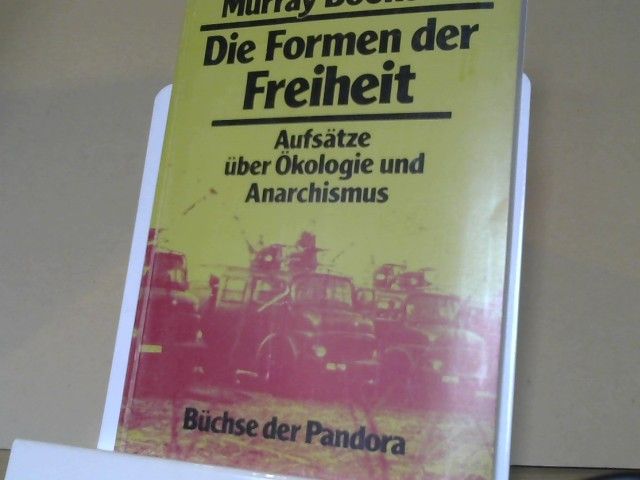 Murray
Die Formen der
Freiheit
Aufsätze
über Ökologie und
Anarchismus
Büchse der Pandora